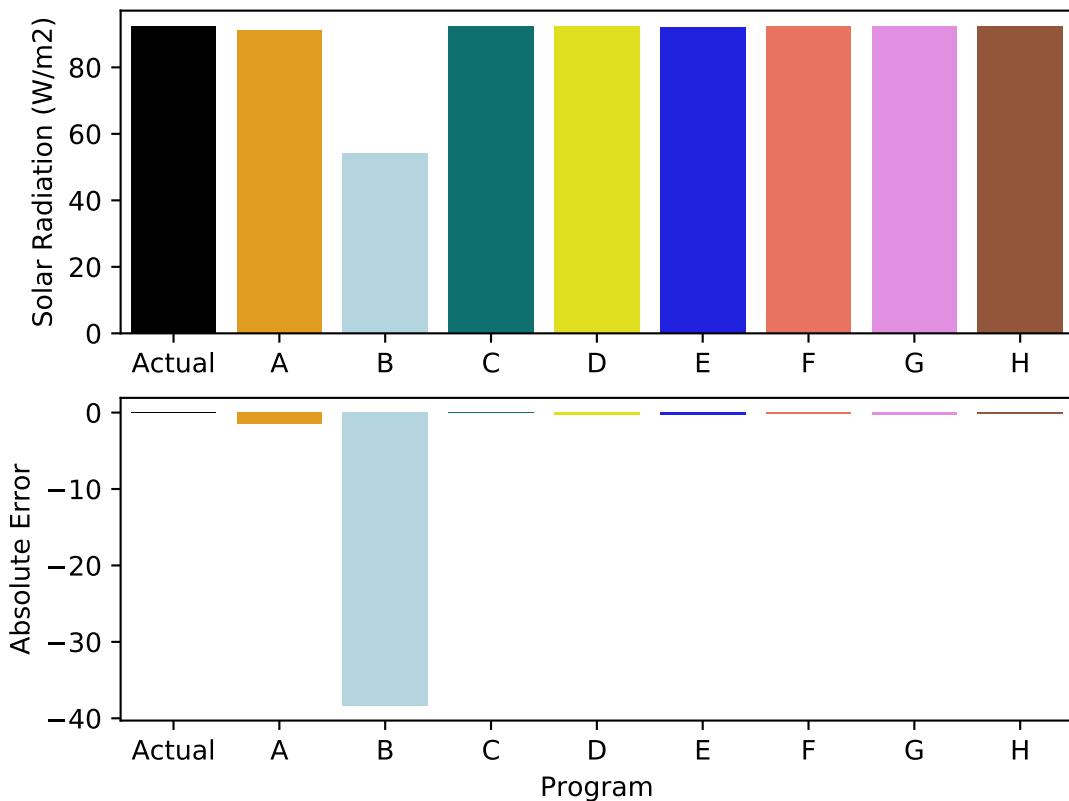 Solar Radiation (W/m2)
80
60
40
20
0
Actual A B C D E F G H
Absolute Error
0
−10
−20
−30
−40
Actual A B C D E F G H
Program